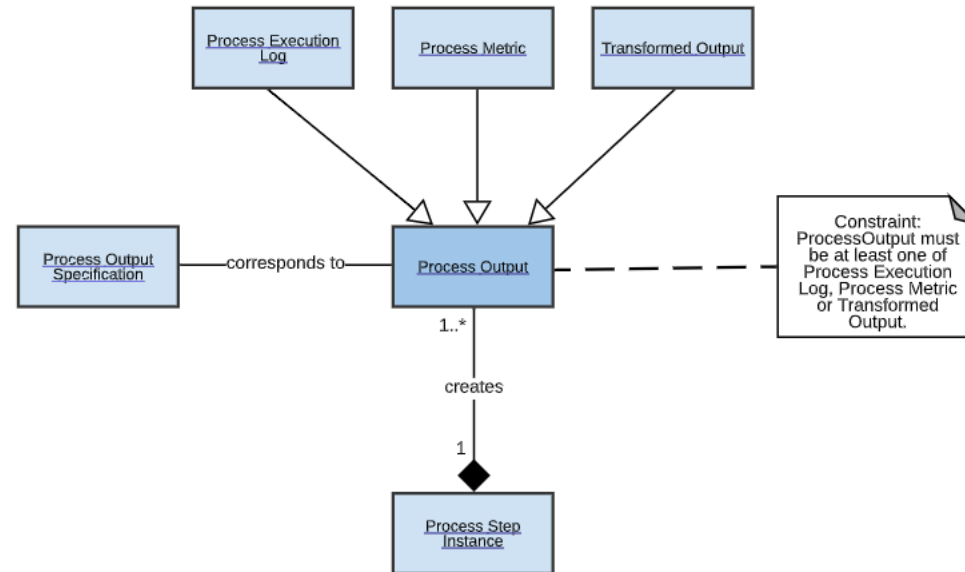 Process Execution
Log
Process Metric
Transformed Output
Process Output
Specification
corresponds to
Process Output
Constraint:
ProcessOutput must
be at least one of
Process Execution
Log, Process Metric
or Transformed
Output.
1..*
creates
1
Process Step
Instance